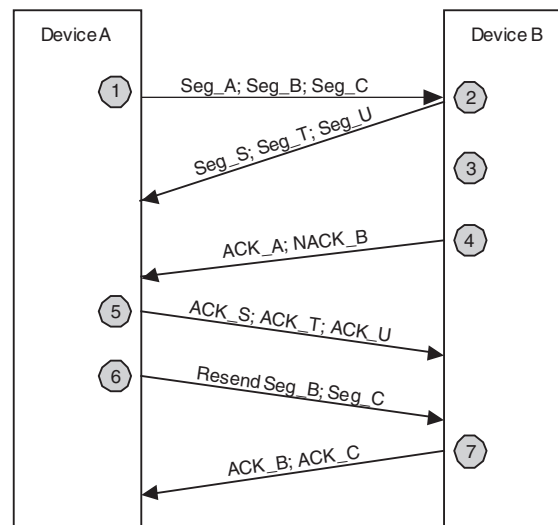 Device A
Device B
1
Seg_A; Seg_B; Seg_C
2
Seg_S; Seg_T; Seg_U
3
4
ACK_A; NACK_B
5
ACK_S; ACK_T; ACK_U
6
Resend Seg_B; Seg_C
7
ACK_B; ACK_C